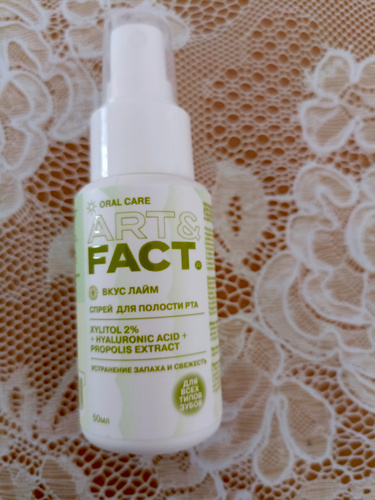 ORAL CARE
ART&
FACT.
ВКУС ЛАЙМ
СПРЕЙ ДЛЯ ПОЛОСТИ РТА
XYLITOL 2%
+ HYALURONIC ACID +
PROPOLIS EXTRACT
УСТРАНЕНИЕ ЗАПАХА И СВЕЖЕСТЬ
ДЛЯ
ВСЕХ
ТИПОВ
ЗУБОВ
50мл